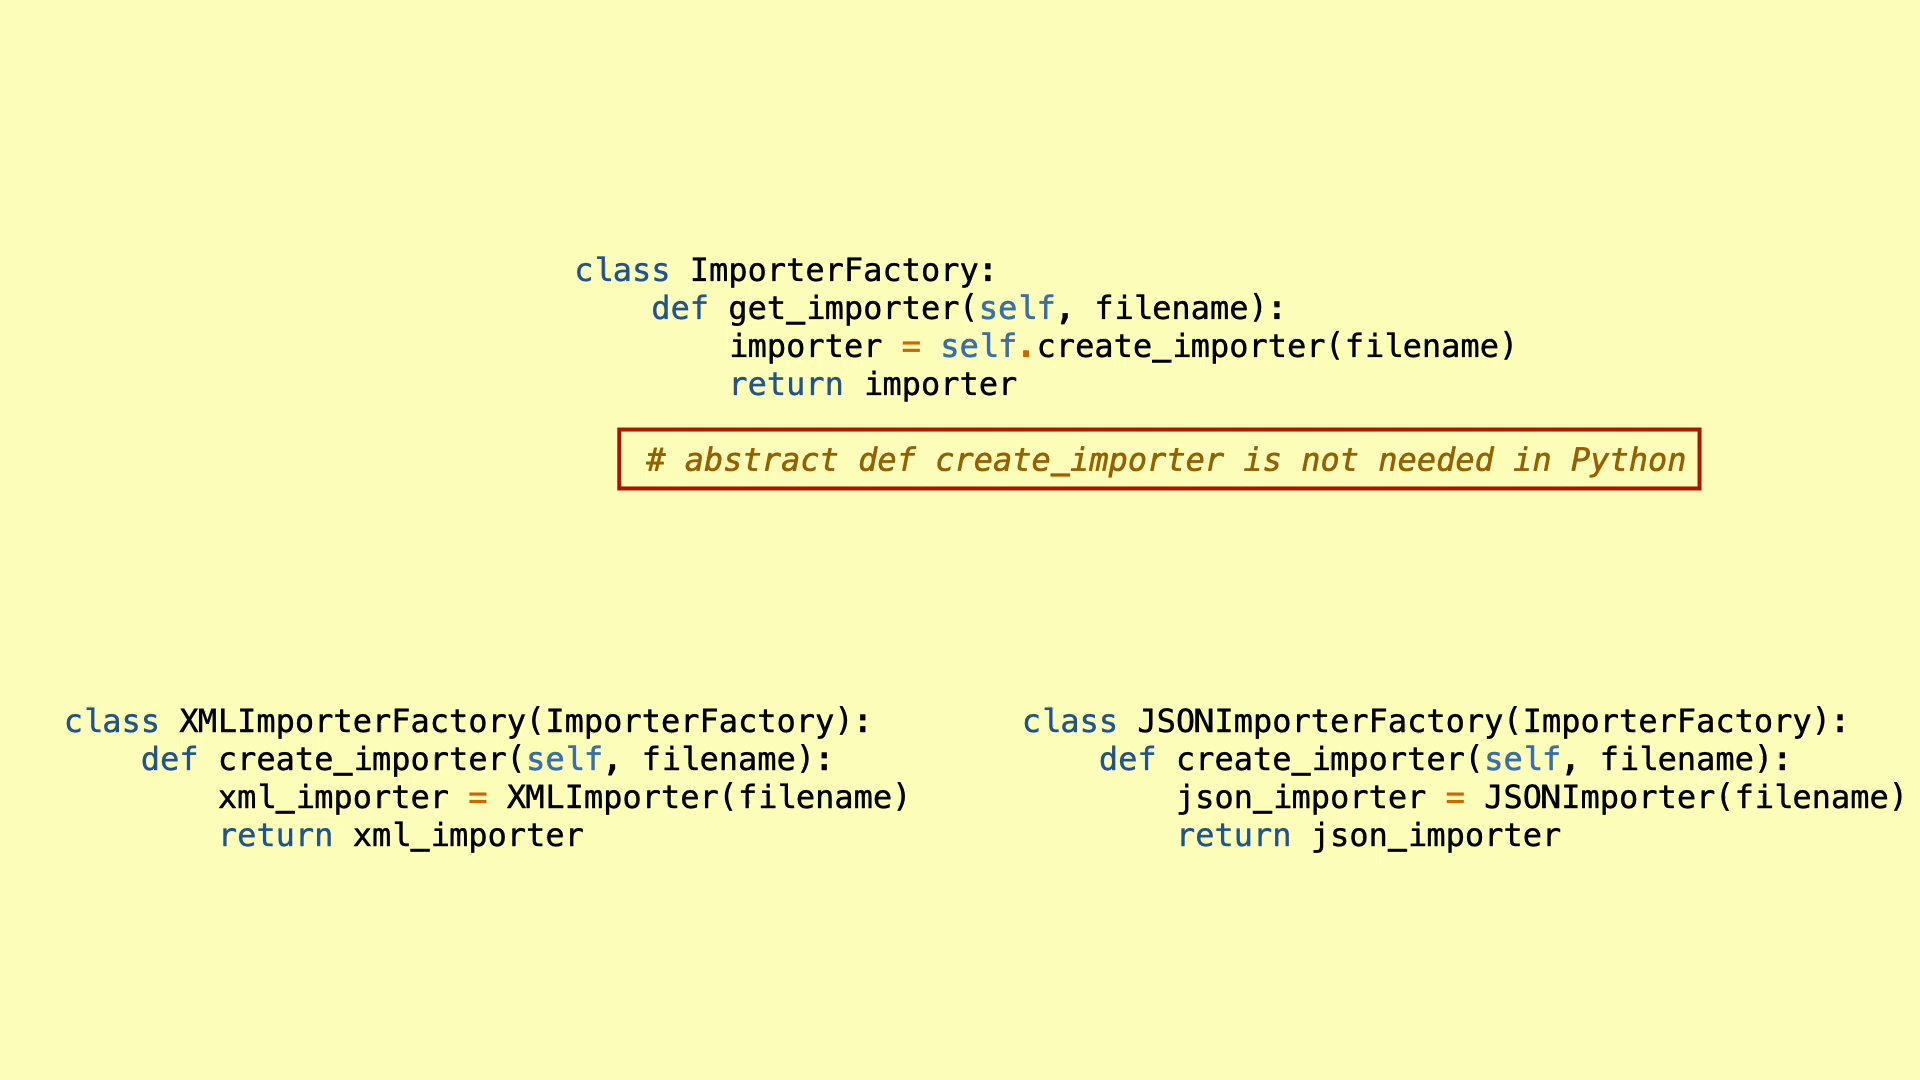 class ImporterFactory:
    def get_importer(self, filename):
        importer = self.create_importer(filename)
        return importer
    # abstract def create_importer is not needed in Python
class XMLImporterFactory(ImporterFactory):
    def create_importer(self, filename):
        xml_importer = XMLImporter(filename)
        return xml_importer
class JSONImporterFactory(ImporterFactory):
    def create_importer(self, filename):
        json_importer = JSONImporter(filename)
        return json_importer